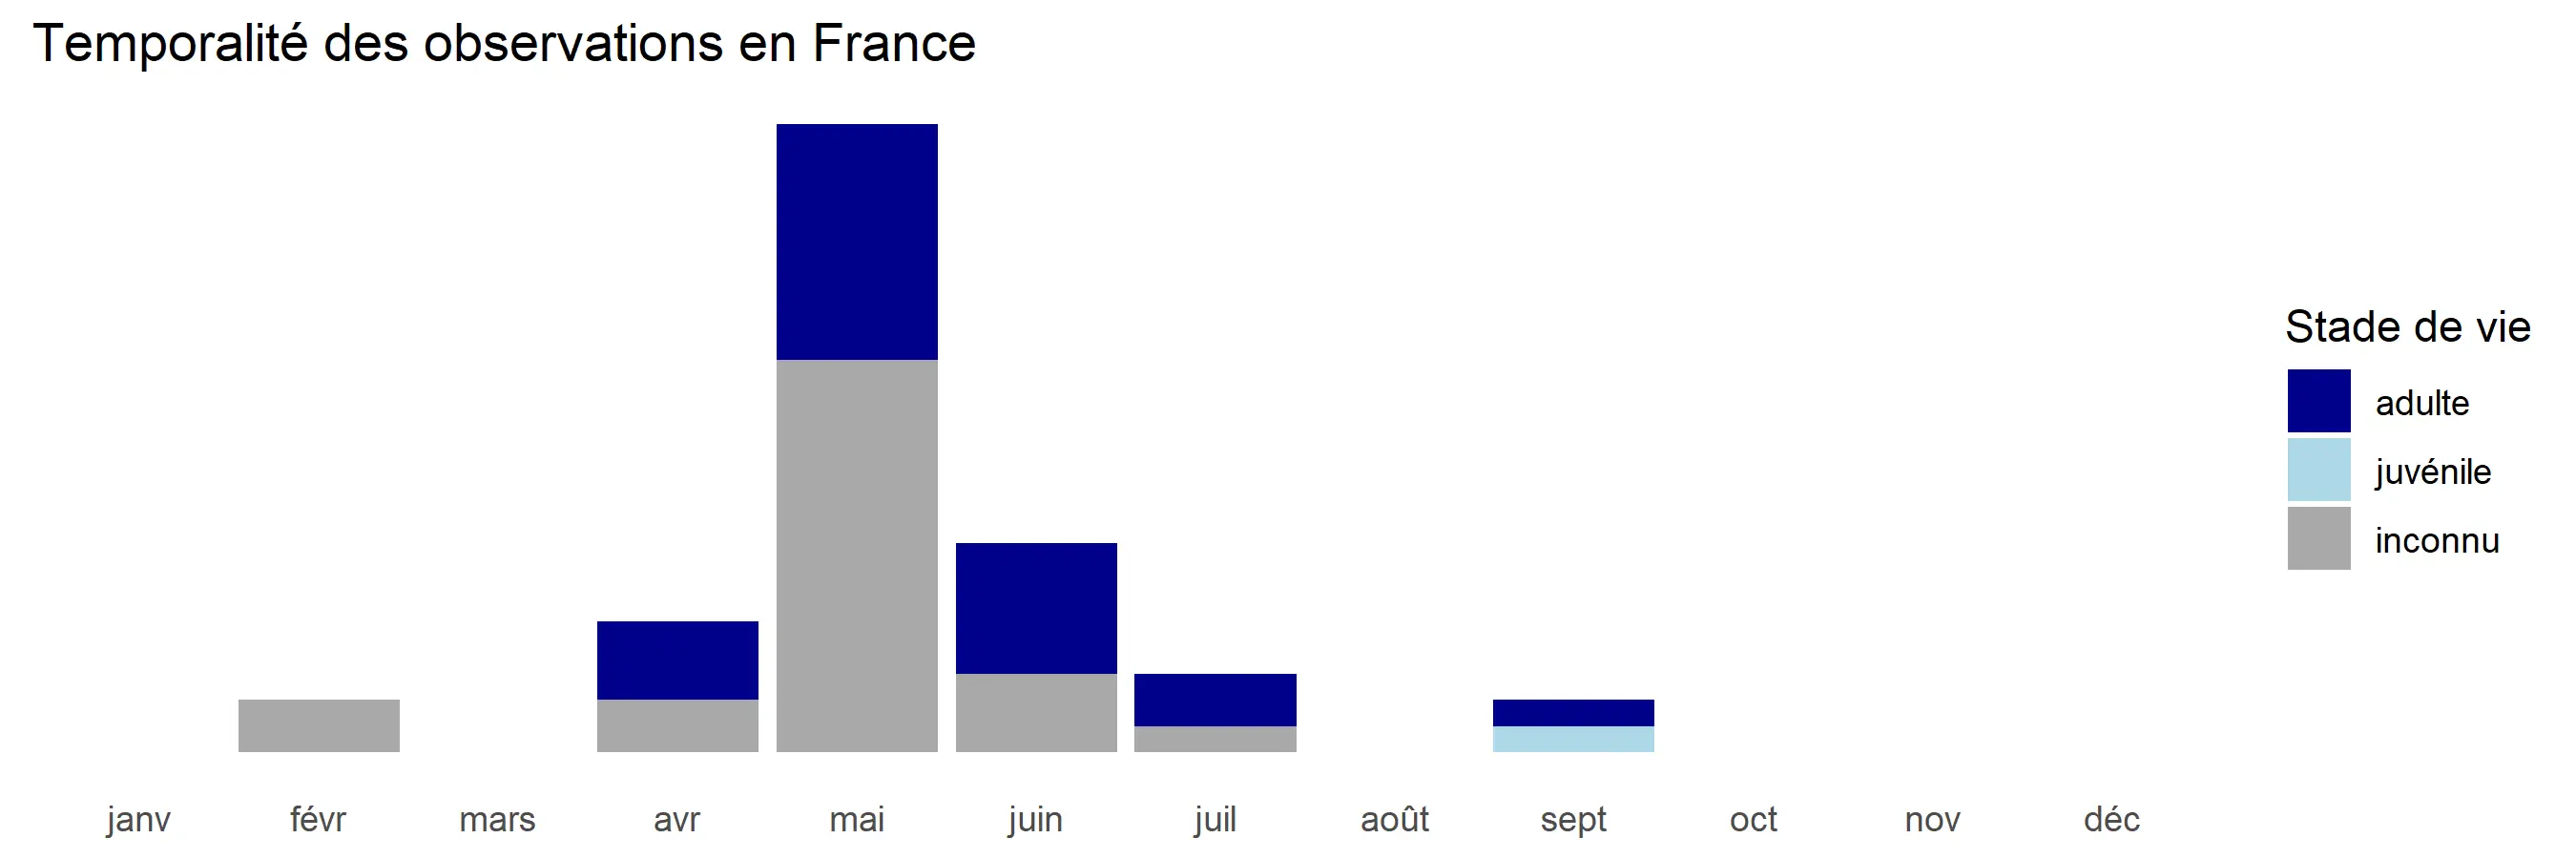 Temporalité des observations en France
Stade de vie
adulte
juvénile
inconnu
janv févr mars avr mai juin juil août sept oct nov déc